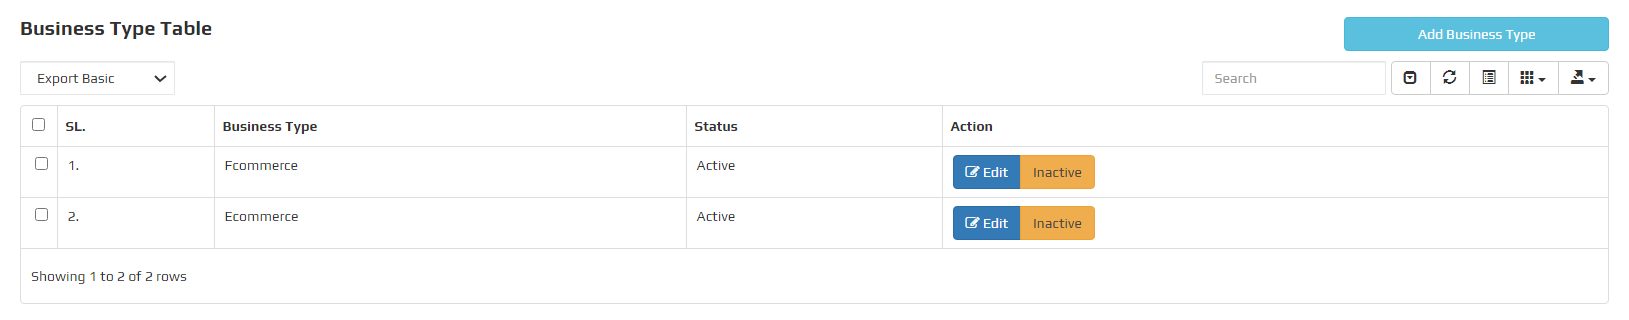 Business Type Table
Add Business Type
Export Basic
Search
SL. Business Type Status Action
1. Fcommerce Active Edit Inactive
2. Ecommerce Active Edit Inactive
Showing 1 to 2 of 2 rows